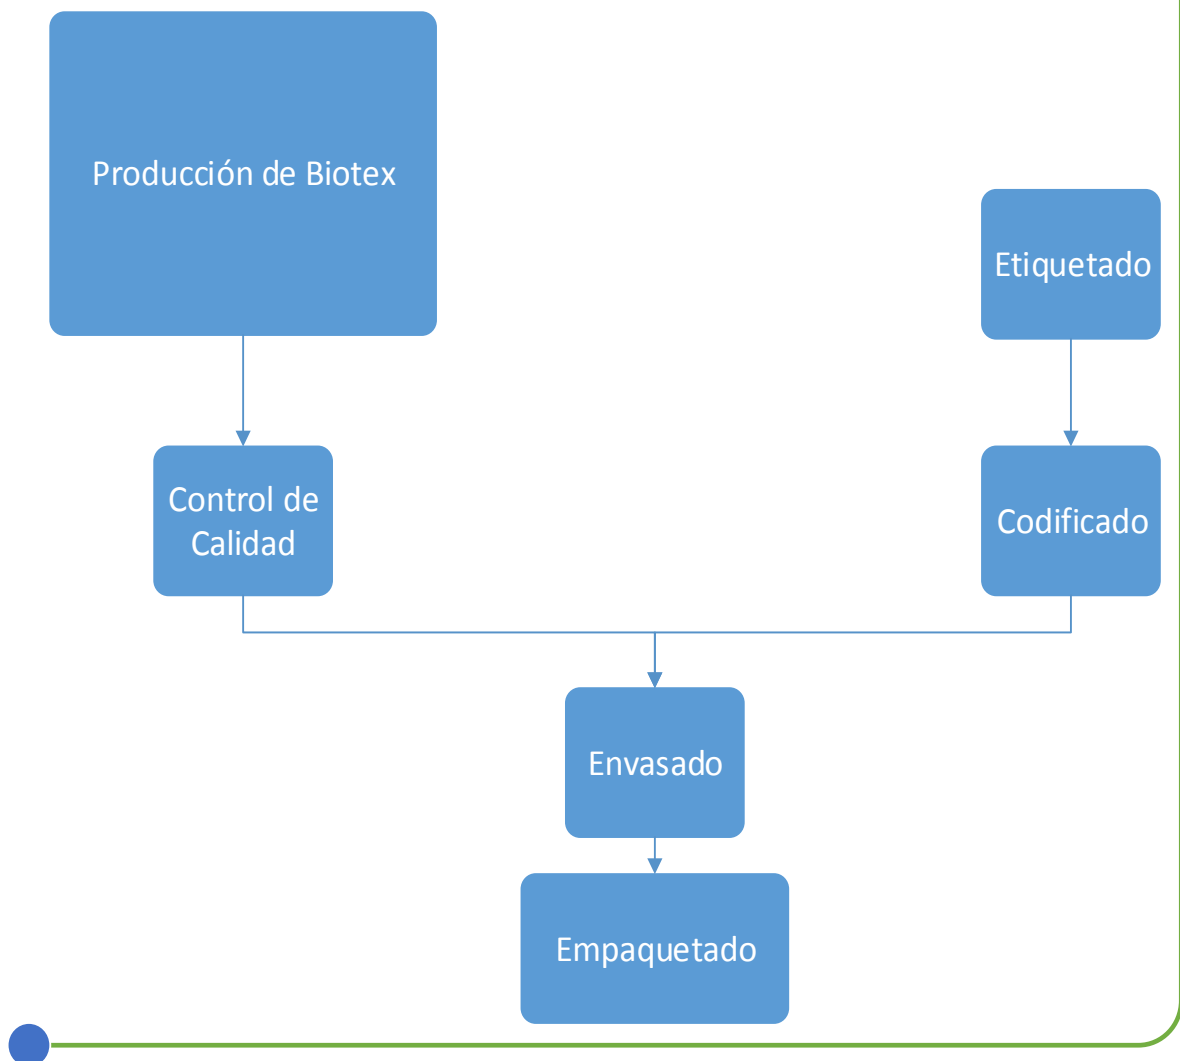 Producción de Biotex
Etiquetado
Control de
Calidad
Codificado
Envasado
Empaquetado